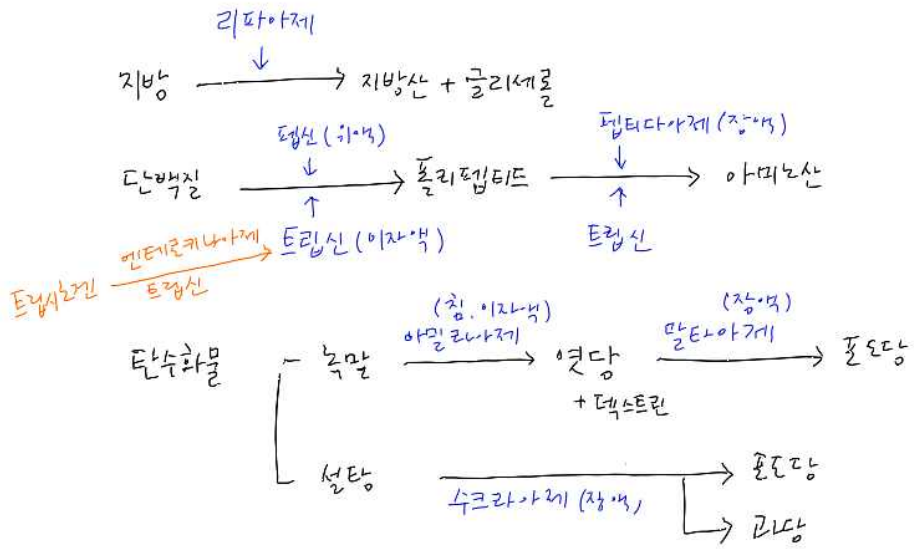 리파아제
지방 지방산 + 글리세롤
펩신 (위액) 펩티다아제 (장액)
단백질 폴리펩티드 아미노산
트립신 (이자액) 트립신
엔테로키나아제
트립시노겐 트립신
(침, 이자액) (장액)
아밀라아제 말타아제
탄수화물 녹말 엿당 포도당
+ 덱스트린
설탕 포도당
수크라아제 (장액,
과당